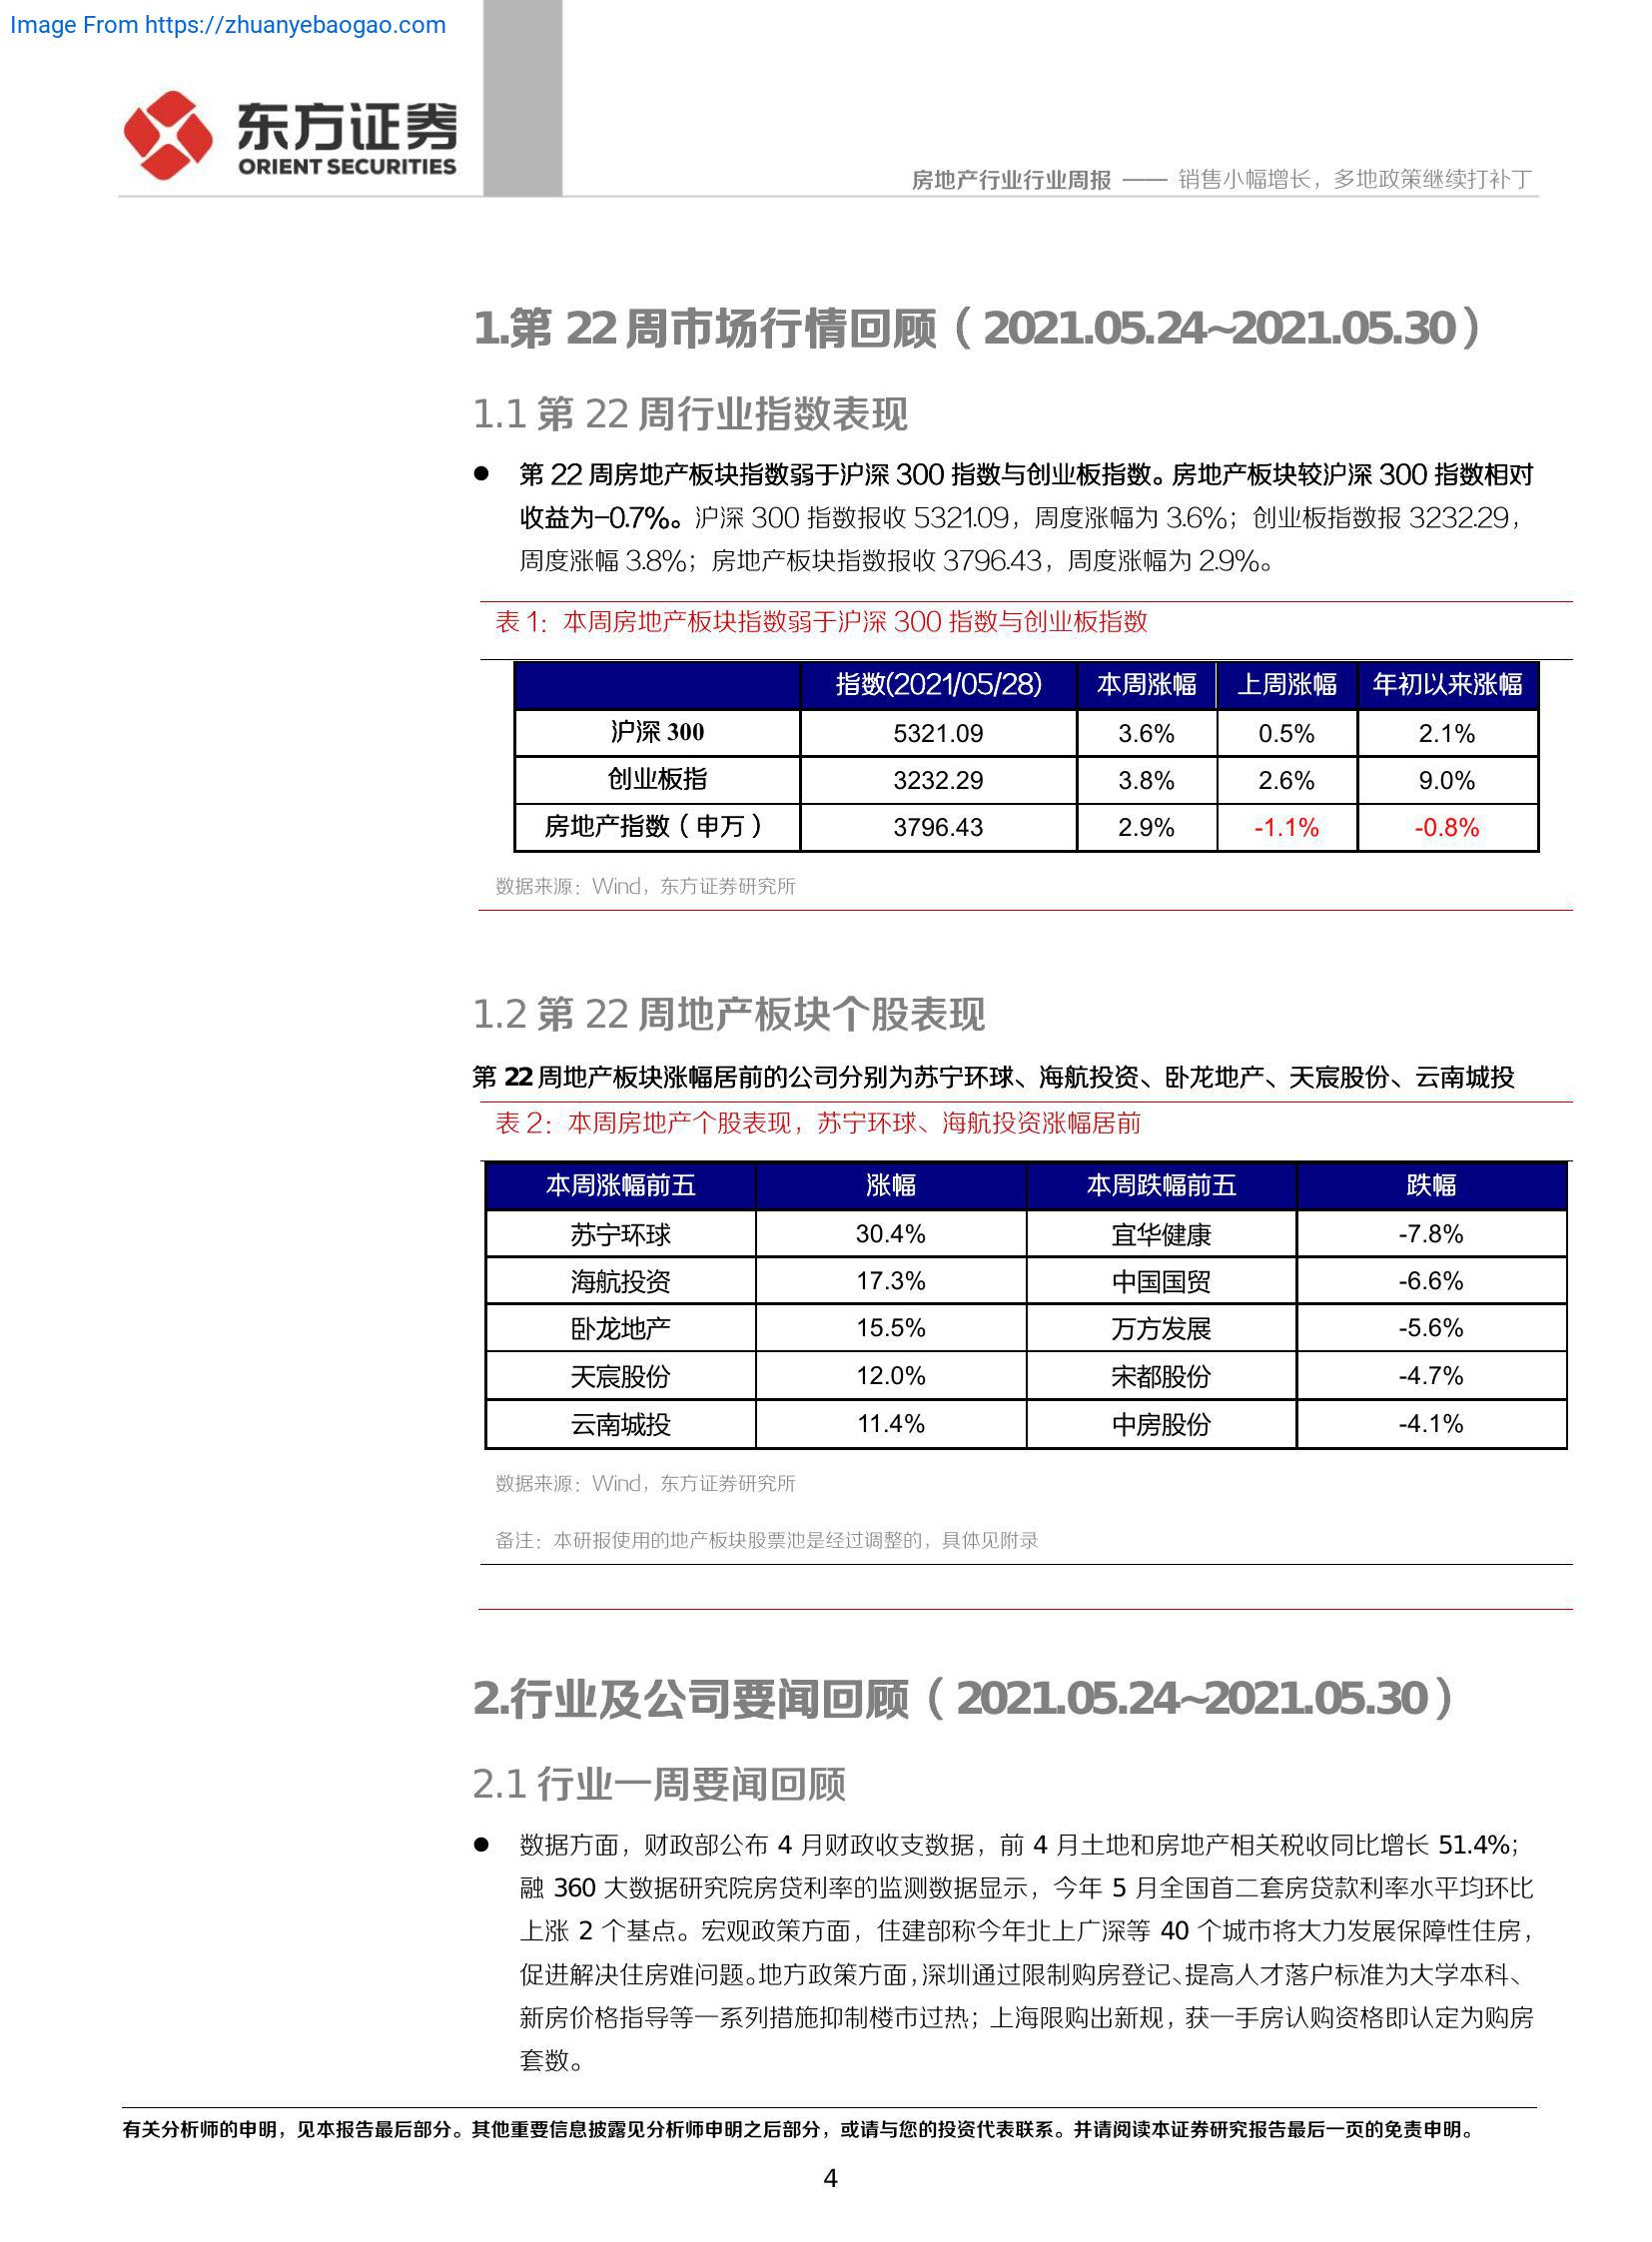 Image From https://zhuanyebaogao.com
东方证券
ORIENT SECURITIES
房地产行业行业周报 —— 销售小幅增长，多地政策继续打补丁
1.第 22 周市场行情回顾（2021.05.24~2021.05.30）
1.1 第 22 周行业指数表现
● 第 22 周房地产板块指数弱于沪深 300 指数与创业板指数。房地产板块较沪深 300 指数相对
收益为-0.7%。沪深 300 指数报收 5321.09，周度涨幅为 3.6%；创业板指数报 3232.29，
周度涨幅 3.8%；房地产板块指数报收 3796.43，周度涨幅为 2.9%。
表 1：本周房地产板块指数弱于沪深 300 指数与创业板指数
指数(2021/05/28) 本周涨幅 上周涨幅 年初以来涨幅
沪深 300 5321.09 3.6% 0.5% 2.1%
创业板指 3232.29 3.8% 2.6% 9.0%
房地产指数（申万） 3796.43 2.9% -1.1% -0.8%
数据来源：Wind，东方证券研究所
1.2 第 22 周地产板块个股表现
第 22 周地产板块涨幅居前的公司分别为苏宁环球、海航投资、卧龙地产、天宸股份、云南城投
表 2：本周房地产个股表现，苏宁环球、海航投资涨幅居前
本周涨幅前五 涨幅 本周跌幅前五 跌幅
苏宁环球 30.4% 宜华健康 -7.8%
海航投资 17.3% 中国国贸 -6.6%
卧龙地产 15.5% 万方发展 -5.6%
天宸股份 12.0% 宋都股份 -4.7%
云南城投 11.4% 中房股份 -4.1%
数据来源：Wind，东方证券研究所
备注：本研报使用的地产板块股票池是经过调整的，具体见附录
2.行业及公司要闻回顾（2021.05.24~2021.05.30）
2.1 行业一周要闻回顾
● 数据方面，财政部公布 4 月财政收支数据，前 4 月土地和房地产相关税收同比增长 51.4%；
融 360 大数据研究院房贷利率的监测数据显示，今年 5 月全国首二套房贷款利率水平均环比
上涨 2 个基点。宏观政策方面，住建部称今年北上广深等 40 个城市将大力发展保障性住房，
促进解决住房难问题。地方政策方面，深圳通过限制购房登记、提高人才落户标准为大学本科、
新房价格指导等一系列措施抑制楼市过热；上海限购出新规，获一手房认购资格即认定为购房
套数。
有关分析师的申明，见本报告最后部分。其他重要信息披露见分析师申明之后部分，或请与您的投资代表联系。并请阅读本证券研究报告最后一页的免责申明。
4